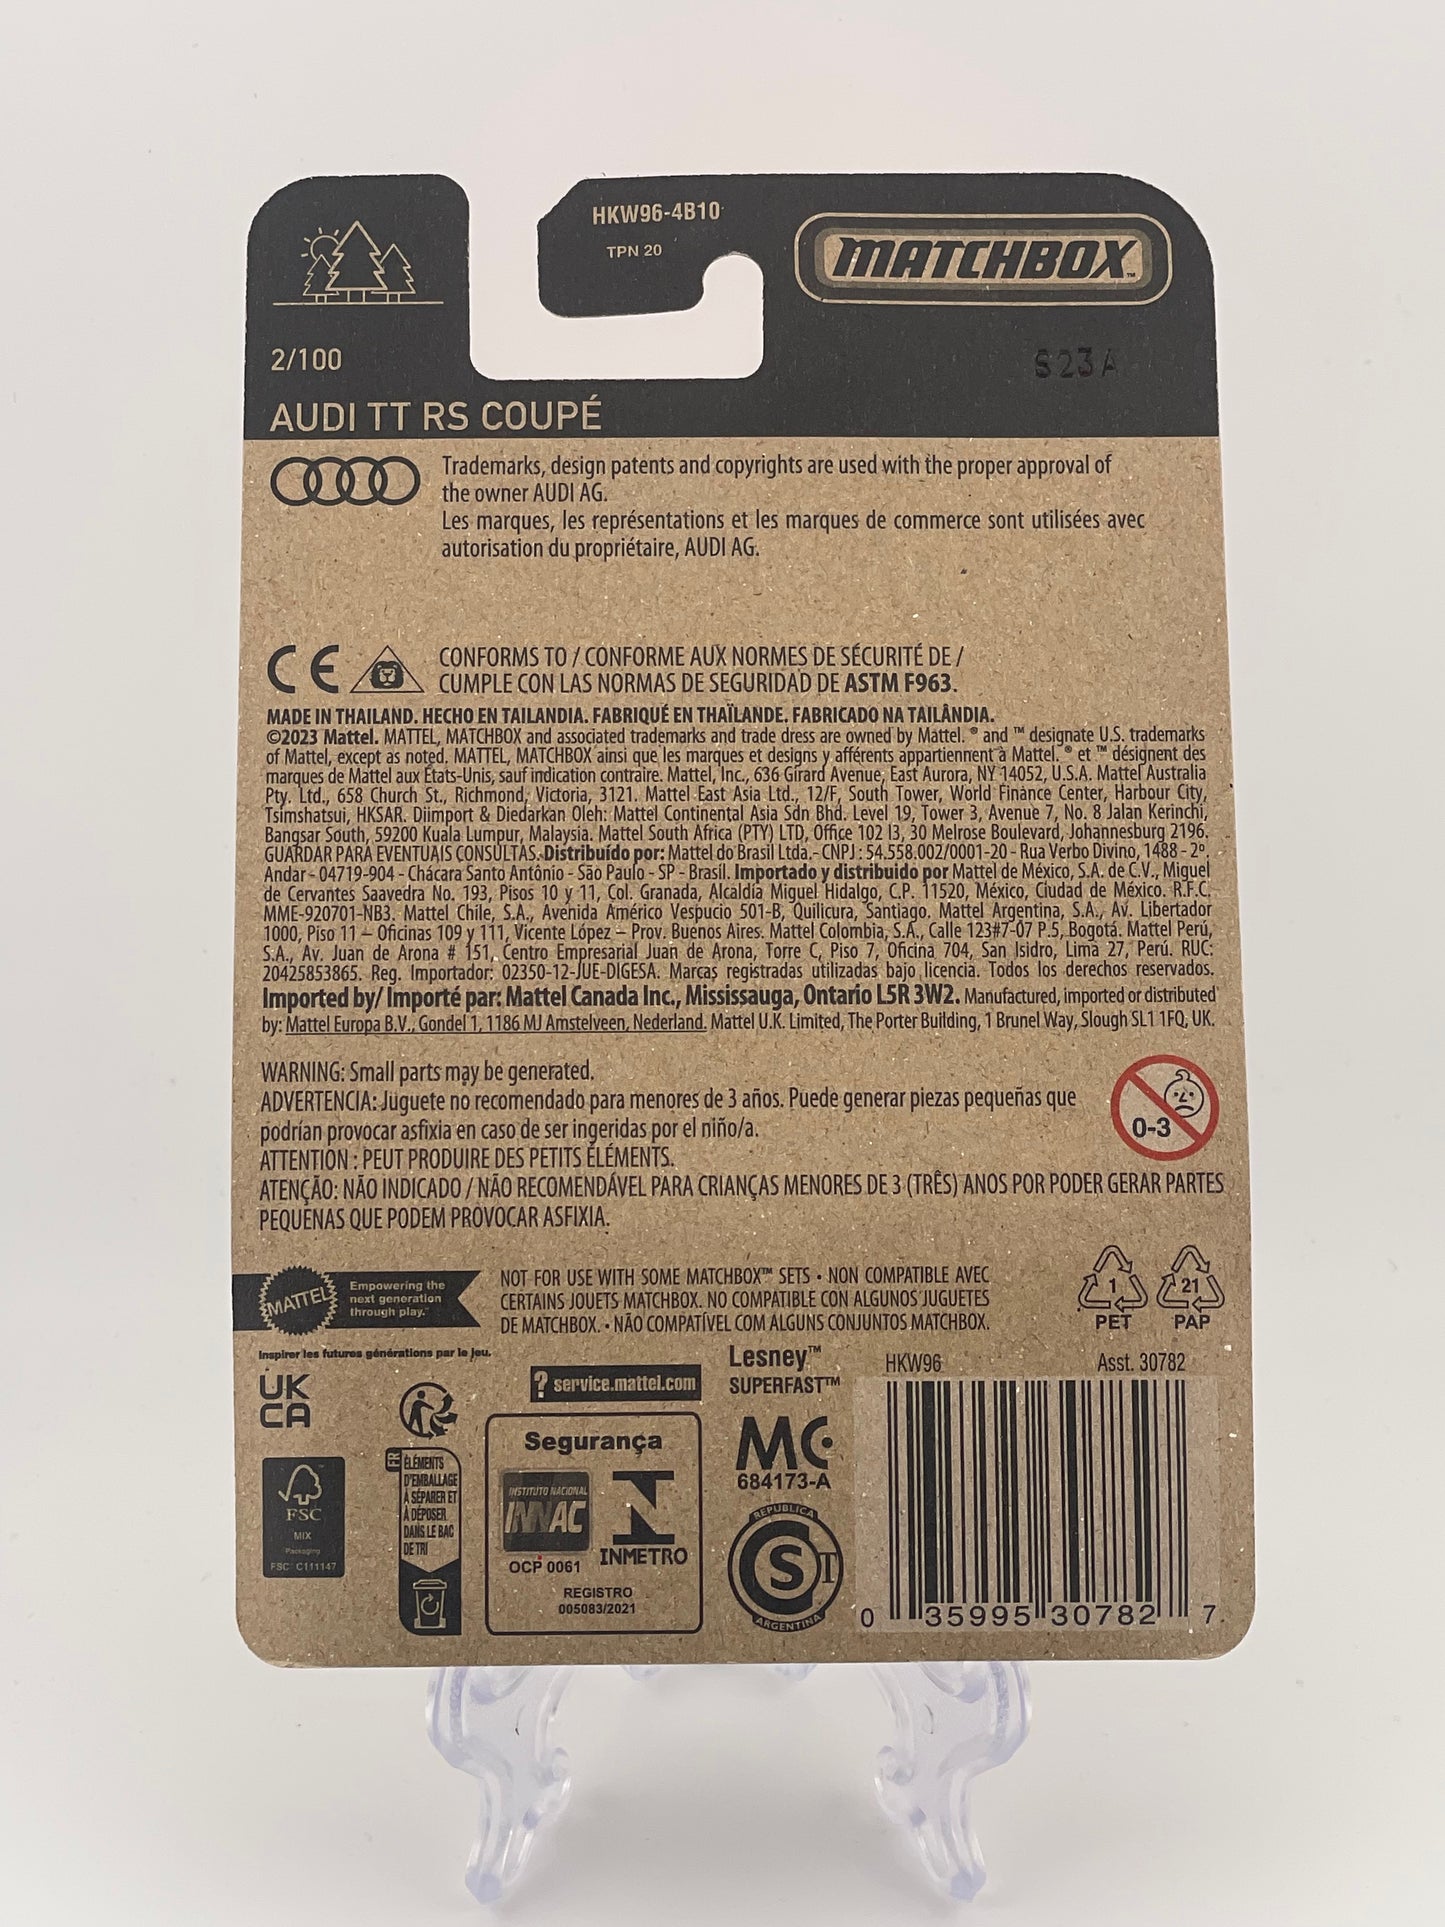 HKW96-4B10
TPN 20
MATCHBOX™
2/100
S23A
AUDI TT RS COUPÉ
Trademarks, design patents and copyrights are used with the proper approval of
the owner AUDI AG.
Les marques, les représentations et les marques de commerce sont utilisées avec
autorisation du propriétaire, AUDI AG.
CE
CONFORMS TO / CONFORME AUX NORMES DE SÉCURITÉ DE /
CUMPLE CON LAS NORMAS DE SEGURIDAD DE ASTM F963.
MADE IN THAILAND. HECHO EN TAILANDIA. FABRIQUÉ EN THAÏLANDE. FABRICADO NA TAILÂNDIA.
©2023 Mattel. MATTEL, MATCHBOX and associated trademarks and trade dress are owned by Mattel. ® and ™ designate U.S. trademarks
of Mattel, except as noted. MATTEL, MATCHBOX ainsi que les marques et designs y afférents appartiennent à Mattel. ® et ™ désignent des
marques de Mattel aux États-Unis, sauf indication contraire. Mattel, Inc., 636 Girard Avenue, East Aurora, NY 14052, U.S.A. Mattel Australia
Pty. Ltd., 658 Church St., Richmond, Victoria, 3121. Mattel East Asia Ltd., 12/F, South Tower, World Finance Center, Harbour City,
Tsimshatsui, HKSAR. Diimport & Diedarkan Oleh: Mattel Continental Asia Sdn Bhd. Level 19, Tower 3, Avenue 7, No. 8 Jalan Kerinchi,
Bangsar South, 59200 Kuala Lumpur, Malaysia. Mattel South Africa (PTY) LTD, Office 102 I3, 30 Melrose Boulevard, Johannesburg 2196.
GUARDAR PARA EVENTUAIS CONSULTAS. Distribuído por: Mattel do Brasil Ltda.- CNPJ : 54.558.002/0001-20 - Rua Verbo Divino, 1488 - 2º.
Andar - 04719-904 - Chácara Santo Antônio - São Paulo - SP - Brasil. Importado y distribuido por Mattel de México, S.A. de C.V., Miguel
de Cervantes Saavedra No. 193, Pisos 10 y 11, Col. Granada, Alcaldía Miguel Hidalgo, C.P. 11520, México, Ciudad de México. R.F.C.
MME-920701-NB3. Mattel Chile, S.A., Avenida Américo Vespucio 501-B, Quilicura, Santiago. Mattel Argentina, S.A., Av. Libertador
1000, Piso 11 – Oficinas 109 y 111, Vicente López – Prov. Buenos Aires. Mattel Colombia, S.A., Calle 123#7-07 P.5, Bogotá. Mattel Perú,
S.A., Av. Juan de Arona # 151, Centro Empresarial Juan de Arona, Torre C, Piso 7, Oficina 704, San Isidro, Lima 27, Perú. RUC:
20425853865. Reg. Importador: 02350-12-JUE-DIGESA. Marcas registradas utilizadas bajo licencia. Todos los derechos reservados.
Imported by/ Importé par: Mattel Canada Inc., Mississauga, Ontario L5R 3W2. Manufactured, imported or distributed
by: Mattel Europa B.V., Gondel 1, 1186 MJ Amstelveen, Nederland. Mattel U.K. Limited, The Porter Building, 1 Brunel Way, Slough SL1 1FQ, UK.
WARNING: Small parts may be generated.
ADVERTENCIA: Juguete no recomendado para menores de 3 años. Puede generar piezas pequeñas que
podrían provocar asfixia en caso de ser ingeridas por el niño/a.
ATTENTION : PEUT PRODUIRE DES PETITS ÉLÉMENTS.
ATENÇÃO: NÃO INDICADO / NÃO RECOMENDÁVEL PARA CRIANÇAS MENORES DE 3 (TRÊS) ANOS POR PODER GERAR PARTES
PEQUENAS QUE PODEM PROVOCAR ASFIXIA.
0-3
MATTEL
Empowering the
next generation
through play.™
Inspirer les futures générations par le jeu.
NOT FOR USE WITH SOME MATCHBOX™ SETS • NON COMPATIBLE AVEC
CERTAINS JOUETS MATCHBOX. NO COMPATIBLE CON ALGUNOS JUGUETES
DE MATCHBOX. • NÃO COMPATÍVEL COM ALGUNS CONJUNTOS MATCHBOX.
1
PET
21
PAP
UK
CA
FSC
MIX
Packaging
FSC® C111147
FR
ÉLÉMENTS
D'EMBALLAGE
À SÉPARER ET
À DÉPOSER
DANS LE BAC
DE TRI
? service.mattel.com
Segurança
INSTITUTO NACIONAL
INNAC
OCP 0061
INMETRO
REGISTRO
005083/2021
Lesney™
SUPERFAST™
MC
684173-A
REPUBLICA
S T
ARGENTINA
HKW96
Asst. 30782
0 35995 30782 7